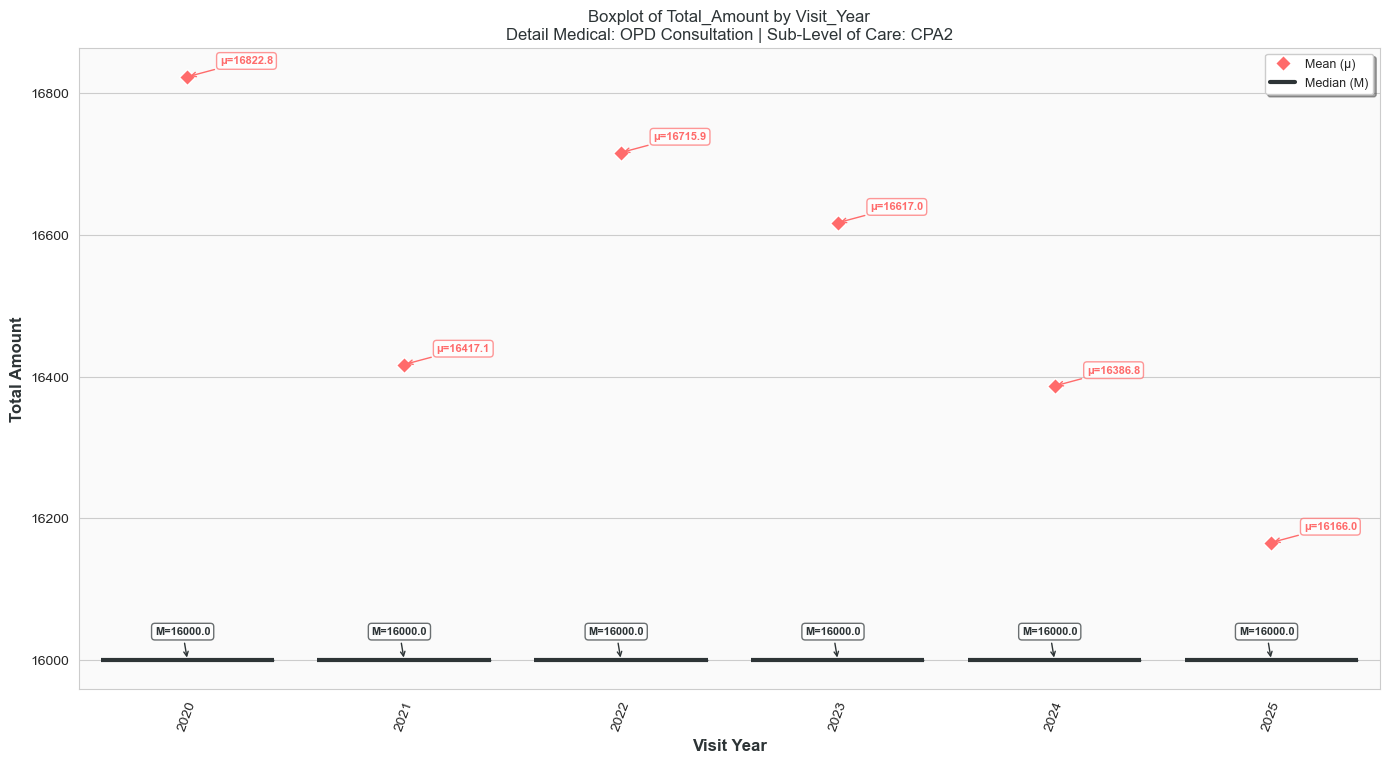 Boxplot of Total_Amount by Visit_Year
Detail Medical: OPD Consultation | Sub-Level of Care: CPA2
Mean (μ)
Median (M)
Total Amount
16800
16600
16400
16200
16000
μ=16822.8
μ=16417.1
μ=16715.9
μ=16617.0
μ=16386.8
μ=16166.0
M=16000.0
M=16000.0
M=16000.0
M=16000.0
M=16000.0
M=16000.0
2020
2021
2022
2023
2024
2025
Visit Year